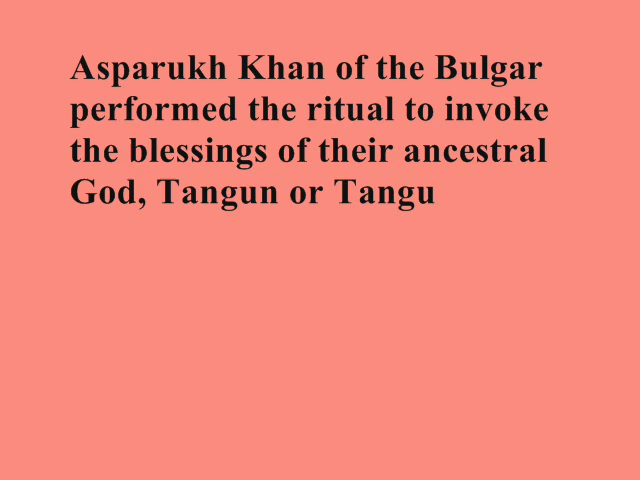 Asparukh Khan of the Bulgar
performed the ritual to invoke
the blessings of their ancestral
God, Tangun or Tangu